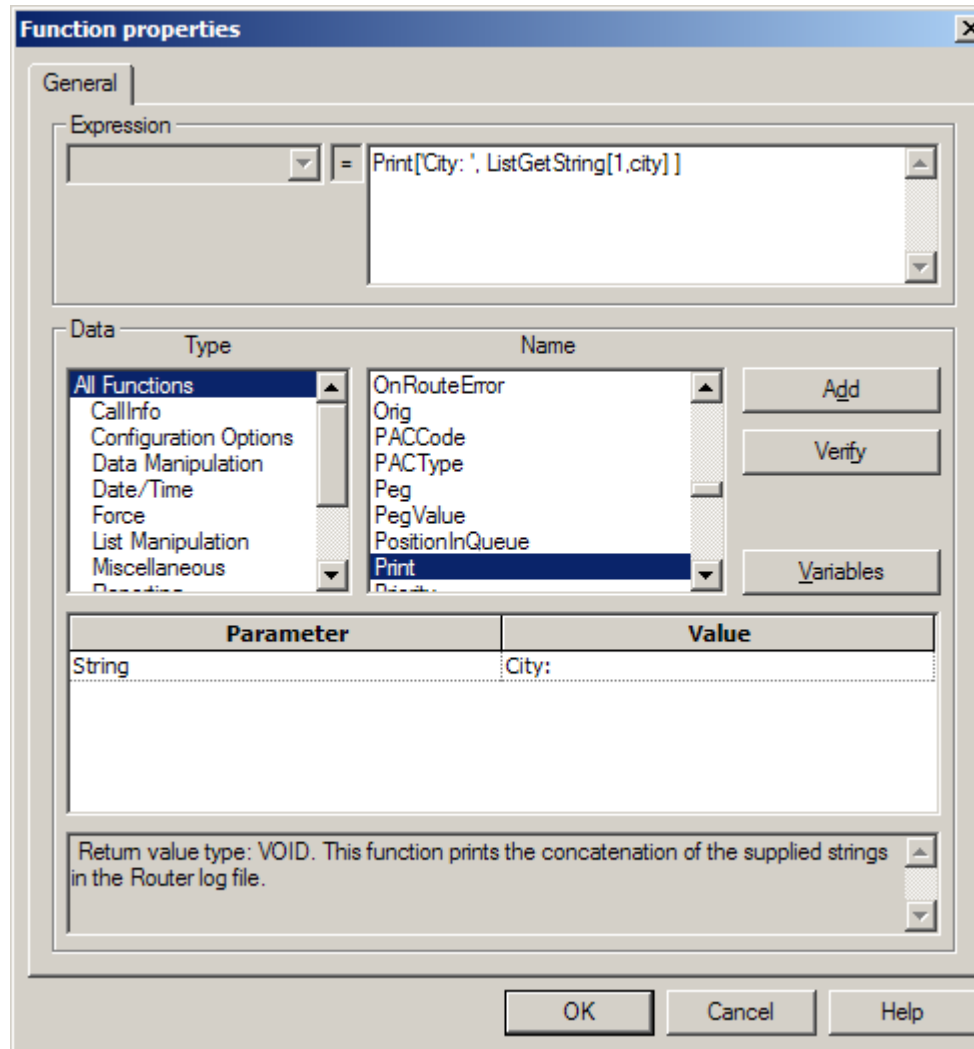 Function properties
General
Expression
=
Print['City: ', ListGetString[1,city] ]
Data
Type
Name
All Functions
CallInfo
Configuration Options
Data Manipulation
Date/Time
Force
List Manipulation
Miscellaneous
Reporting
OnRouteError
Orig
PACCode
PACType
Peg
PegValue
PositionInQueue
Print
Priority
Add
Verify
Variables
Parameter Value
String City:
Return value type: VOID. This function prints the concatenation of the supplied strings
in the Router log file.
OK Cancel Help